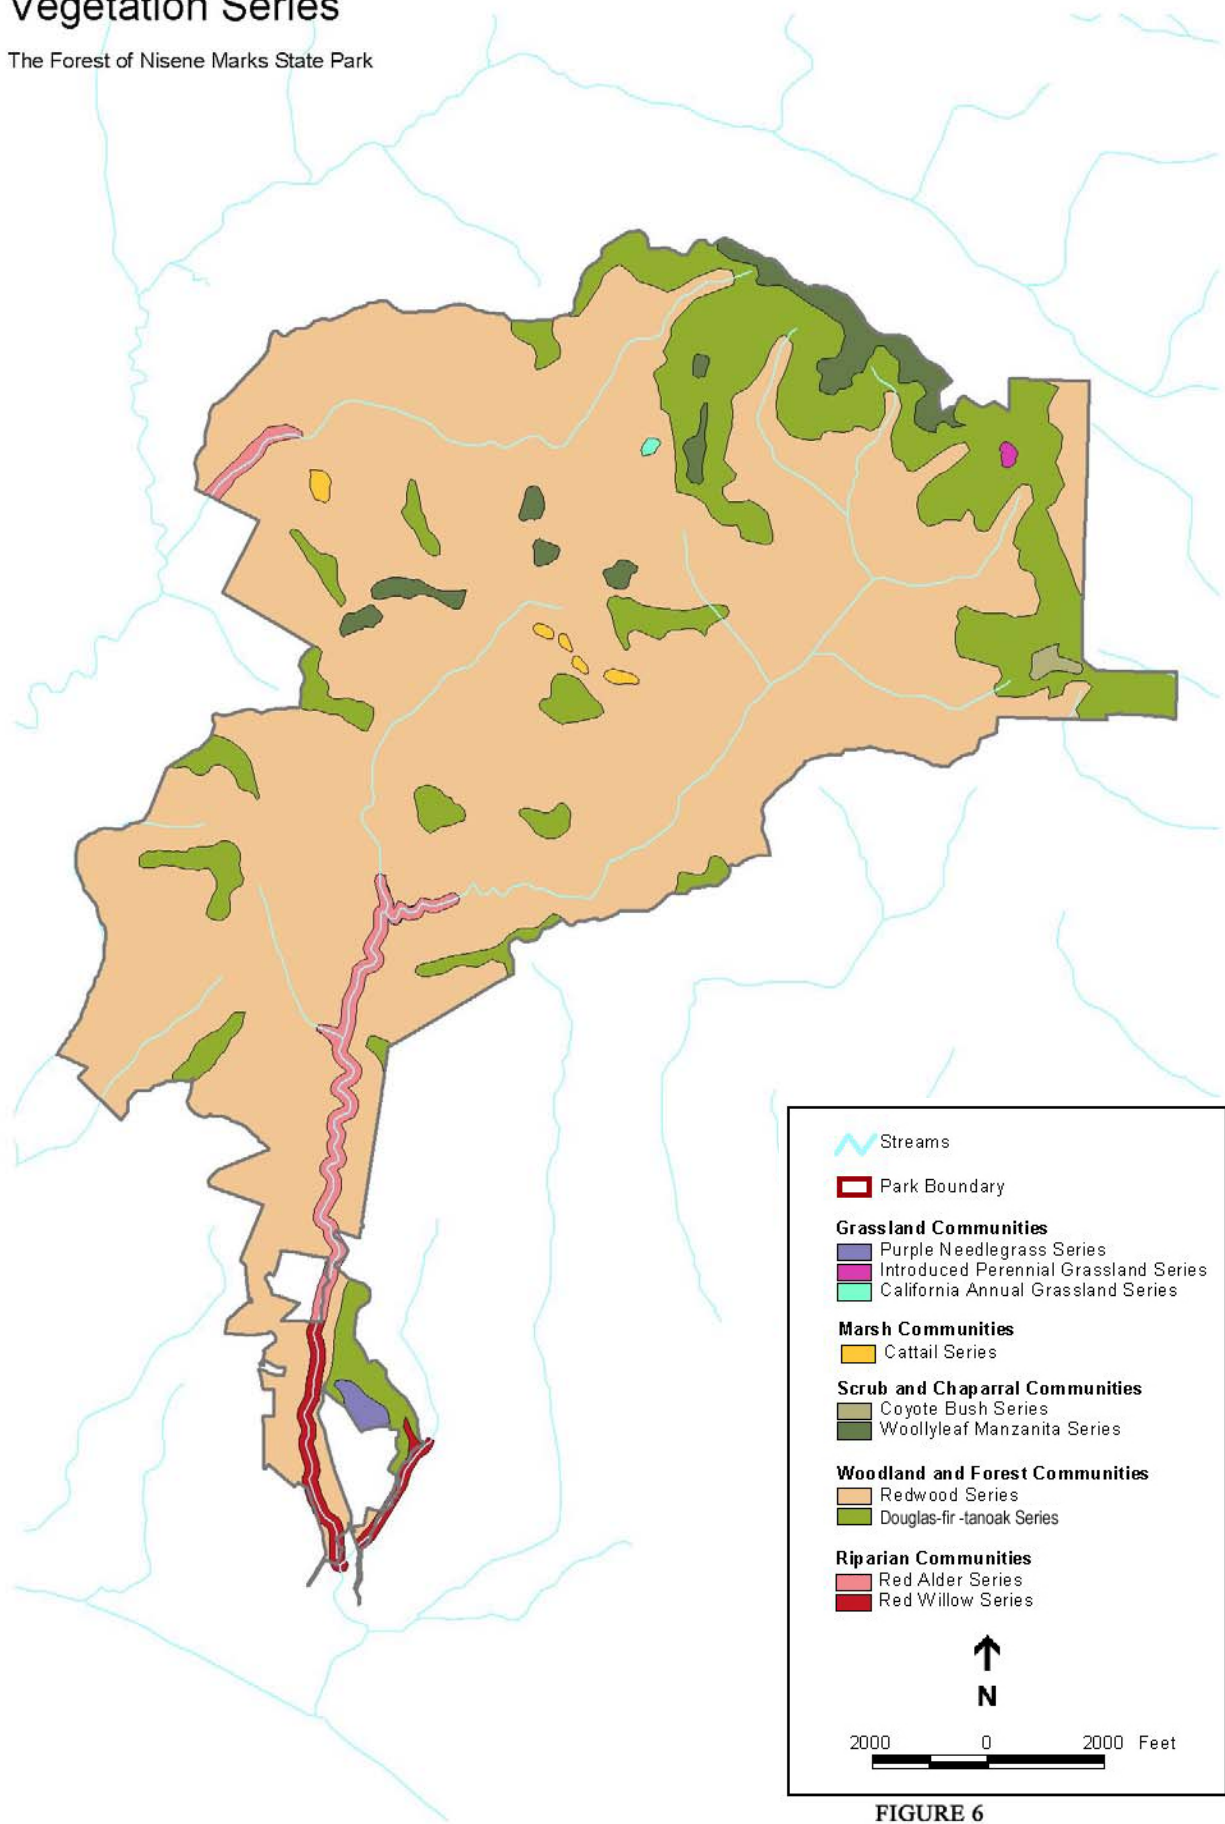 Vegetation Series
The Forest of Nisene Marks State Park
Streams
Park Boundary
Grassland Communities
Purple Needlegrass Series
Introduced Perennial Grassland Series
California Annual Grassland Series
Marsh Communities
Cattail Series
Scrub and Chaparral Communities
Coyote Bush Series
Woollyleaf Manzanita Series
Woodland and Forest Communities
Redwood Series
Douglas-fir -tanoak Series
Riparian Communities
Red Alder Series
Red Willow Series
N
2000 0 2000 Feet
FIGURE 6